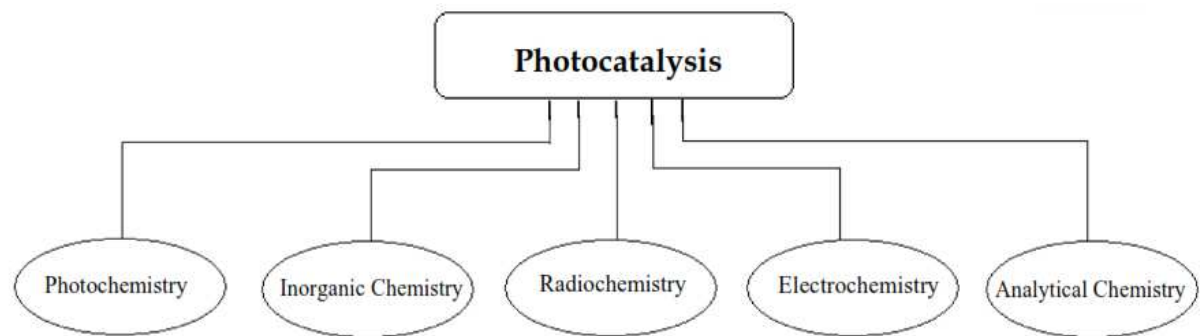 Photocatalysis
Photochemistry
Inorganic Chemistry
Radiochemistry
Electrochemistry
Analytical Chemistry